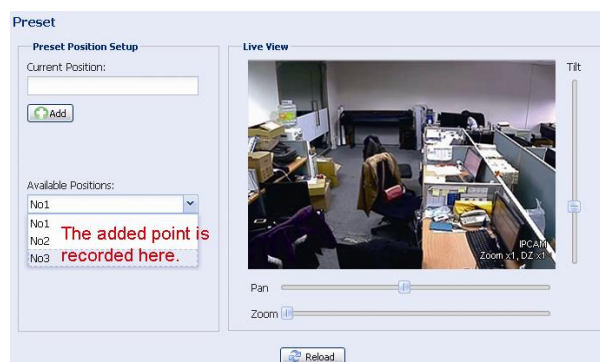 Preset
Preset Position Setup
Current Position:
Add
Available Positions:
No1
No1
No2
No3
The added point is
recorded here.
Live View
Tilt
IPCAM
Zoom x1, DZ x1
Pan
Zoom
Reload